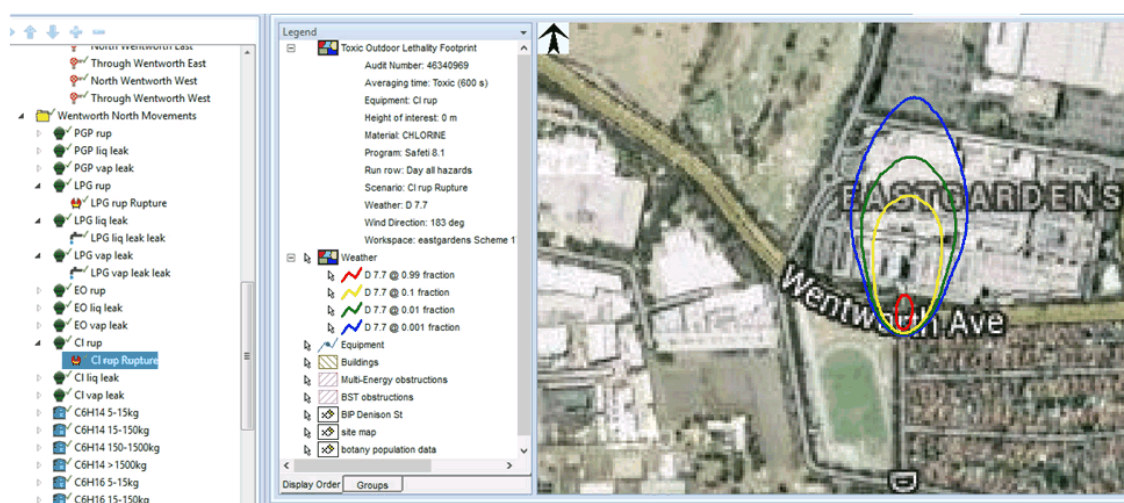 North Wentworth East
Through Wentworth East
North Wentworth West
Through Wentworth West
Wentworth North Movements
PGP rup
PGP liq leak
PGP vap leak
LPG rup
LPG rup Rupture
LPG liq leak
LPG liq leak leak
LPG vap leak
LPG vap leak leak
EO rup
EO liq leak
EO vap leak
Cl rup
Cl rup Rupture
Cl liq leak
Cl vap leak
C6H14 5-15kg
C6H14 15-150kg
C6H14 150-1500kg
C6H14 >1500kg
C6H16 5-15kg
C6H16 15-150kg
Legend
Toxic Outdoor Lethality Footprint
Audit Number: 46340969
Averaging time: Toxic (600 s)
Equipment: Cl rup
Height of interest: 0 m
Material: CHLORINE
Program: Safeti 8.1
Run row: Day all hazards
Scenario: Cl rup Rupture
Weather: D 7.7
Wind Direction: 183 deg
Workspace: eastgardens Scheme 1
Weather
D 7.7 @ 0.99 fraction
D 7.7 @ 0.1 fraction
D 7.7 @ 0.01 fraction
D 7.7 @ 0.001 fraction
Equipment
Buildings
Multi-Energy obstructions
BST obstructions
BIP Denison St
site map
botany population data
Display Order
Groups
EASTGARDENS
Wentworth Ave
D